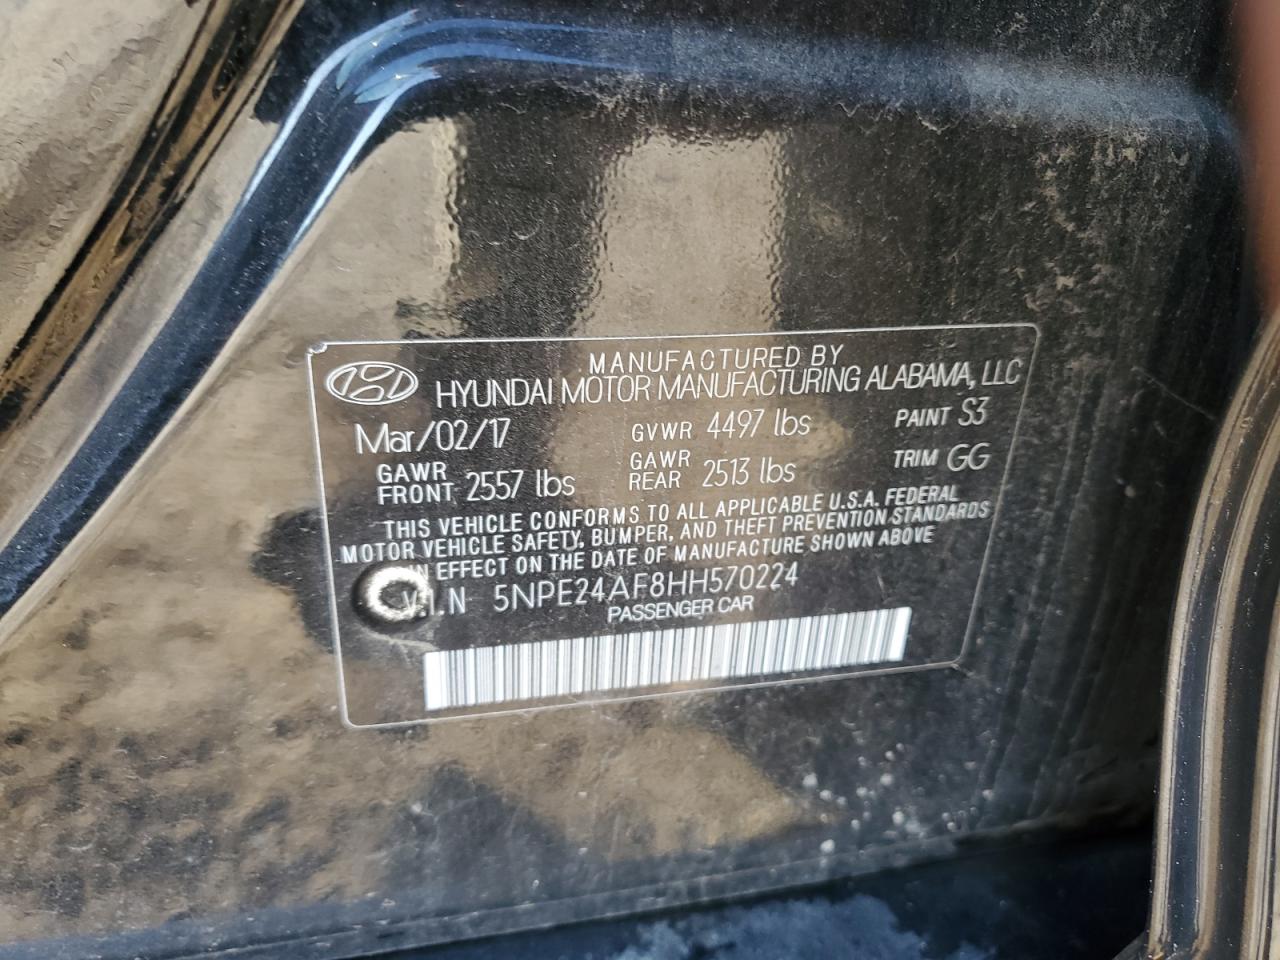 MANUFACTURED BY
HYUNDAI MOTOR MANUFACTURING ALABAMA, LLC
Mar/02/17 GVWR 4497 lbs PAINT S3
GAWR FRONT 2557 lbs GAWR REAR 2513 lbs TRIM GG
THIS VEHICLE CONFORMS TO ALL APPLICABLE U.S.A. FEDERAL
MOTOR VEHICLE SAFETY, BUMPER, AND THEFT PREVENTION STANDARDS
IN EFFECT ON THE DATE OF MANUFACTURE SHOWN ABOVE
V.I.N 5NPE24AF8HH570224
PASSENGER CAR